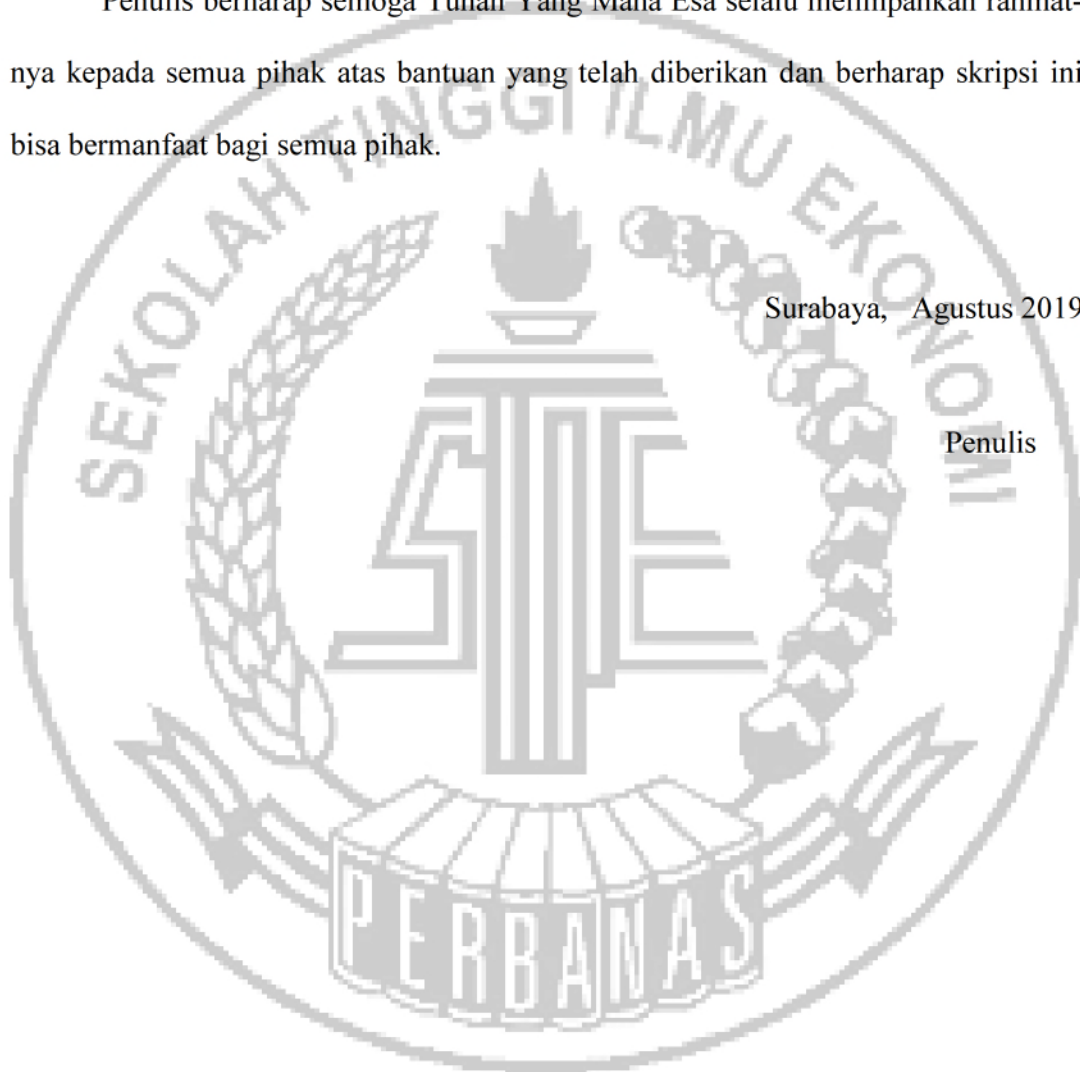 Penulis berharap semoga Tuhan Yang Maha Esa selalu melimpahkan rahmat-
nya kepada semua pihak atas bantuan yang telah diberikan dan berharap skripsi ini
bisa bermanfaat bagi semua pihak.
SEKOLAH TINGGI ILMU EKONOMI
Surabaya, Agustus 2019
Penulis
STIE
PERBANAS